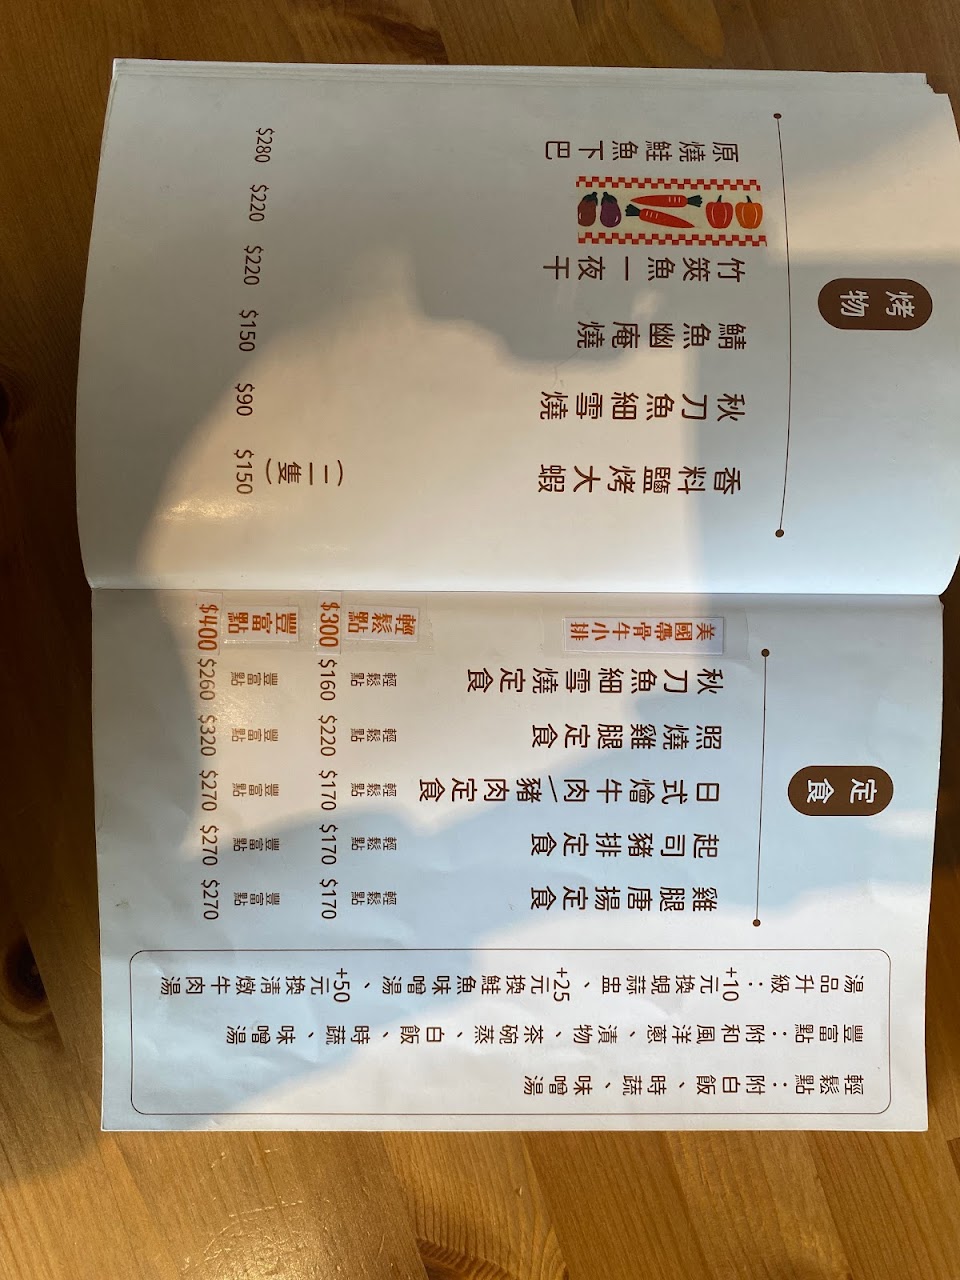 輕鬆點：附白飯、時蔬、味噌湯
豐富點：附和風洋蔥、漬物、茶碗蒸、白飯、時蔬、味噌湯
湯品升級：+10元換蜆蒜盅、+25元換鮭魚味噌湯、+50元換清燉牛肉湯
定食
雞腿唐揚定食 輕鬆點 $170 豐富點 $270
起司豬排定食 輕鬆點 $170 豐富點 $270
日式燴牛肉/豬肉定食 輕鬆點 $170 豐富點 $270
照燒雞腿定食 輕鬆點 $220 豐富點 $320
秋刀魚細雪燒定食 輕鬆點 $160 豐富點 $260
美國帶骨牛小排 輕鬆點 $300 豐富點 $400
烤物
香料鹽烤大蝦 (二隻) $150
秋刀魚細雪燒 $90
鯖魚幽庵燒 $150
竹筴魚一夜干 $220
$220
原燒鮭魚下巴 $280